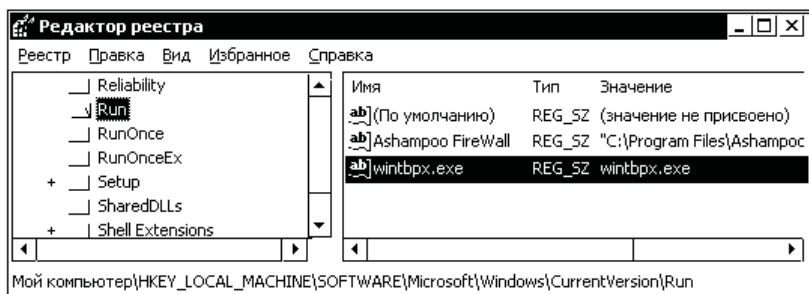 Редактор реестра
Реестр Правка Вид Избранное Справка
Reliability
Run
RunOnce
RunOnceEx
Setup
SharedDLLs
Shell Extensions
Имя Тип Значение
(По умолчанию) REG_SZ (значение не присвоено)
Ashampoo FireWall REG_SZ "C:\Program Files\Ashampoc
wintbpx.exe REG_SZ wintbpx.exe
Мой компьютер\HKEY_LOCAL_MACHINE\SOFTWARE\Microsoft\Windows\CurrentVersion\Run